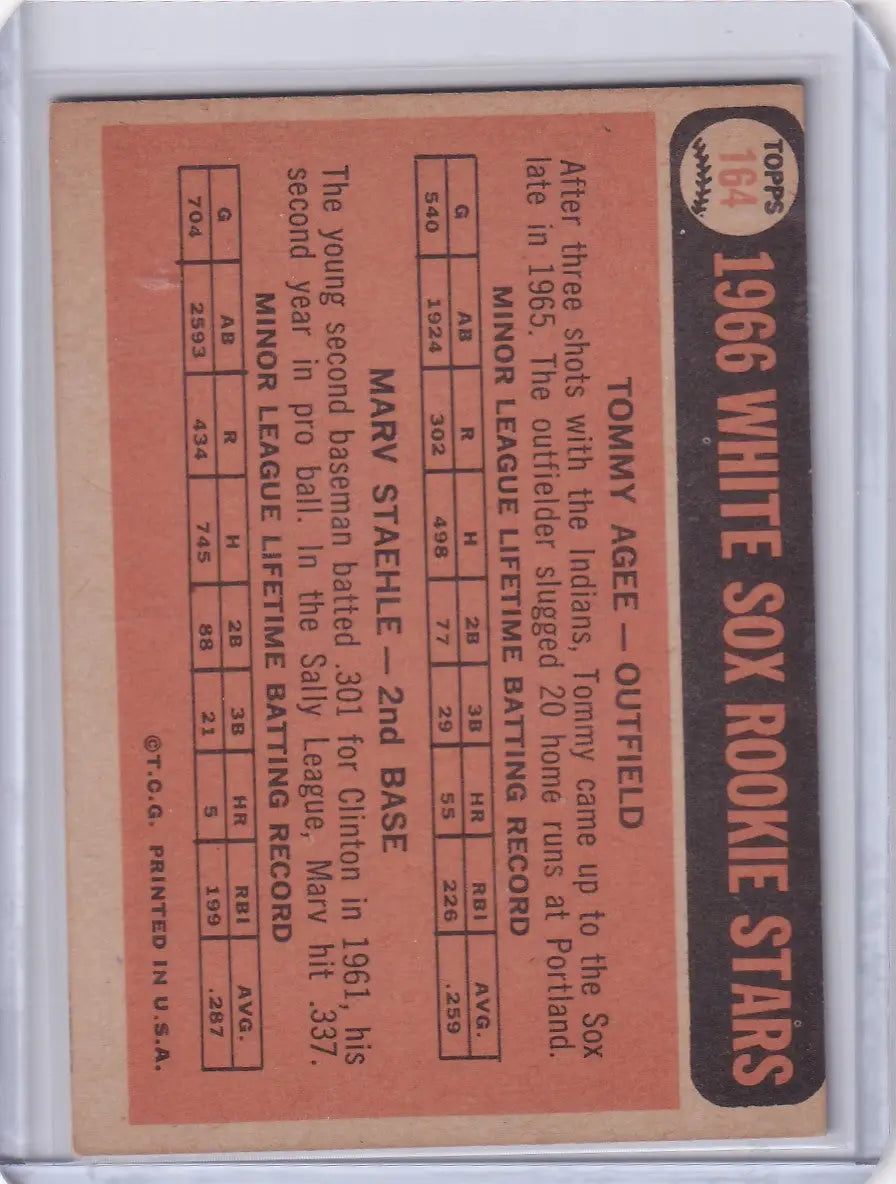 TOPPS
164
1966 WHITE SOX ROOKIE STARS
TOMMY AGEE — OUTFIELD
After three shots with the Indians, Tommy came up to the Sox
late in 1965. The outfielder slugged 20 home runs at Portland.
MINOR LEAGUE LIFETIME BATTING RECORD
G AB R H 2B 3B HR RBI AVG.
540 1924 302 498 77 29 55 226 .259
MARV STAEHLE — 2nd BASE
The young second baseman batted .301 for Clinton in 1961, his
second year in pro ball. In the Sally League, Marv hit .337.
MINOR LEAGUE LIFETIME BATTING RECORD
G AB R H 2B 3B HR RBI AVG.
704 2593 434 745 88 21 5 199 .287
©T.C.G. PRINTED IN U.S.A.